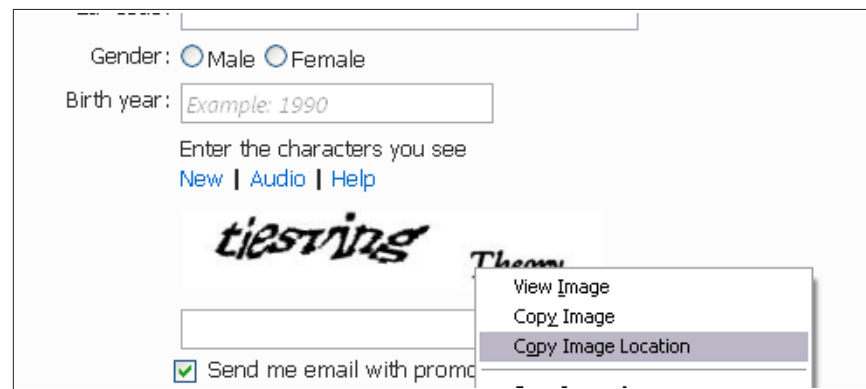 Gender: Male Female
Birth year: Example: 1990
Enter the characters you see
New | Audio | Help
View Image
Copy Image
Copy Image Location
Send me email with promo